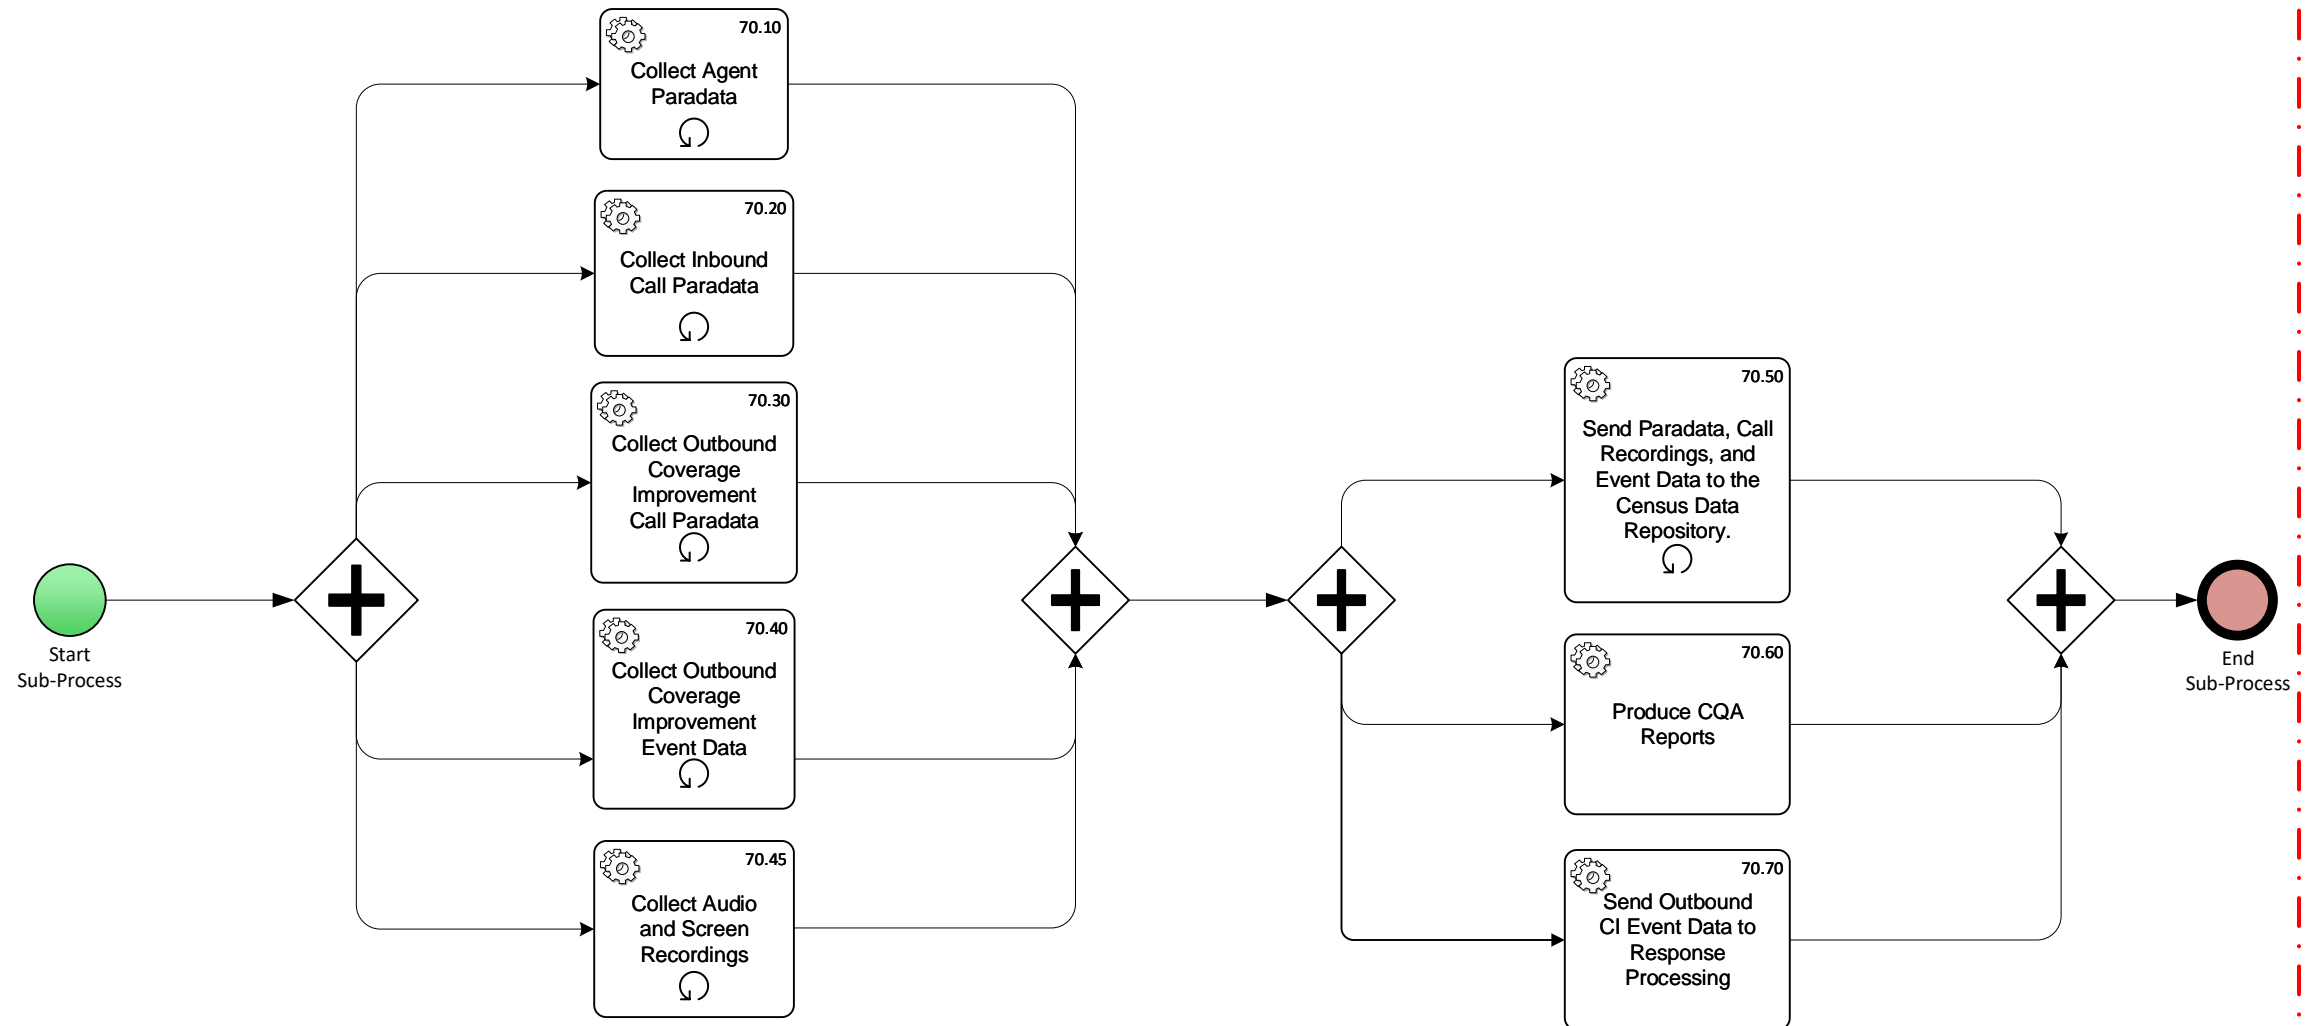 70.10
Collect Agent
Paradata
70.20
Collect Inbound
Call Paradata
70.30
Collect Outbound
Coverage
Improvement
Call Paradata
Start
Sub-Process
70.40
Collect Outbound
Coverage
Improvement
Event Data
70.45
Collect Audio
and Screen
Recordings
70.50
Send Paradata, Call
Recordings, and
Event Data to the
Census Data
Repository.
70.60
Produce CQA
Reports
70.70
Send Outbound
CI Event Data to
Response
Processing
End
Sub-Process